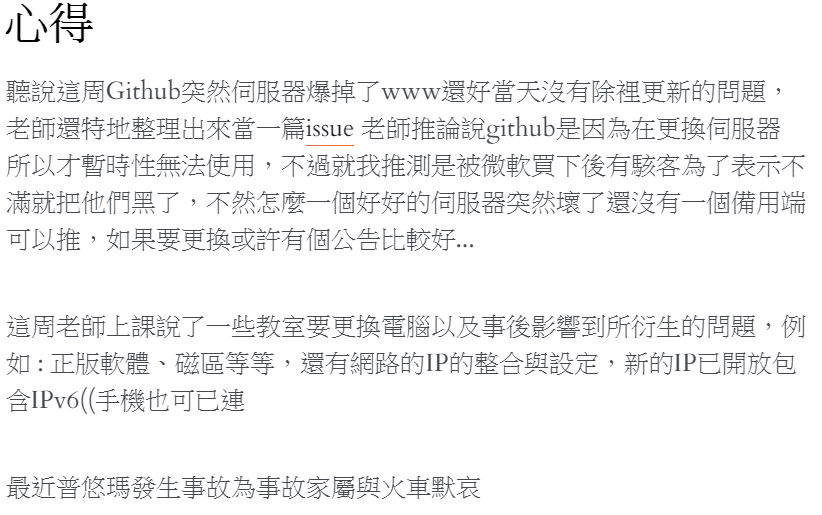 心得
聽說這周Github突然伺服器爆掉了www還好當天沒有除裡更新的問題，
老師還特地整理出來當一篇issue 老師推論說github是因為在更換伺服器
所以才暫時性無法使用，不過就我推測是被微軟買下後有駭客為了表示不
滿就把他們黑了，不然怎麼一個好好的伺服器突然壞了還沒有一個備用端
可以推，如果要更換或許有個公告比較好...
這周老師上課說了一些教室要更換電腦以及事後影響到所衍生的問題，例
如 : 正版軟體、磁區等等，還有網路的IP的整合與設定，新的IP已開放包
含IPv6((手機也可已連
最近普悠瑪發生事故為事故家屬與火車默哀